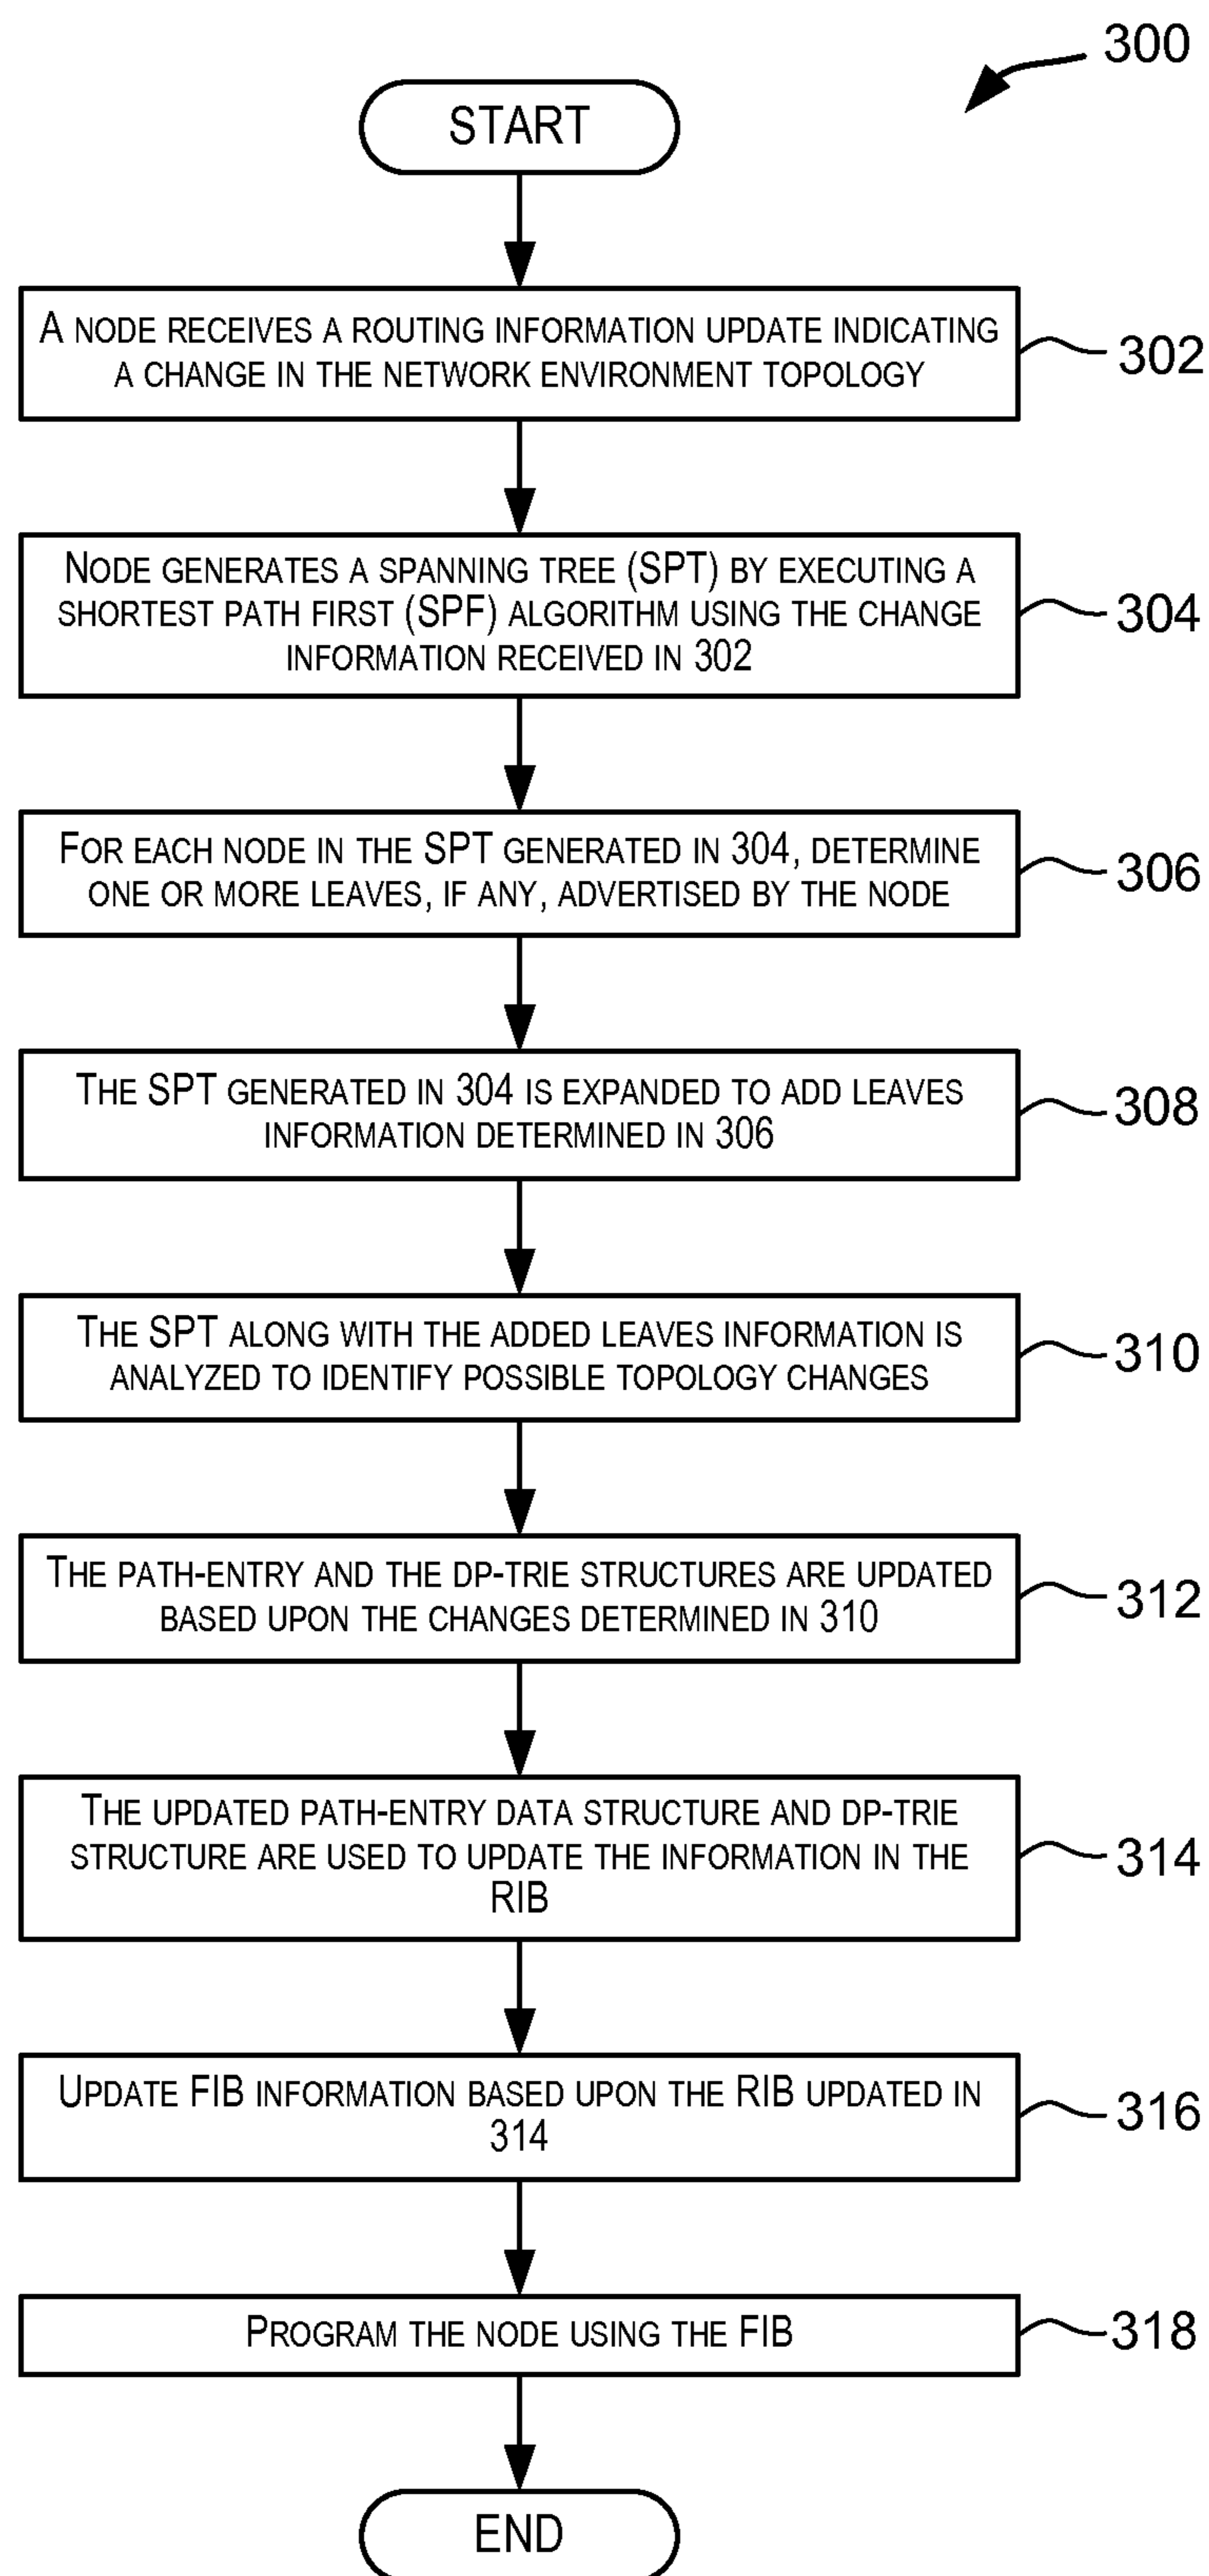 300
START
A NODE RECEIVES A ROUTING INFORMATION UPDATE INDICATING
A CHANGE IN THE NETWORK ENVIRONMENT TOPOLOGY
302
NODE GENERATES A SPANNING TREE (SPT) BY EXECUTING A
SHORTEST PATH FIRST (SPF) ALGORITHM USING THE CHANGE
INFORMATION RECEIVED IN 302
304
FOR EACH NODE IN THE SPT GENERATED IN 304, DETERMINE
ONE OR MORE LEAVES, IF ANY, ADVERTISED BY THE NODE
306
THE SPT GENERATED IN 304 IS EXPANDED TO ADD LEAVES
INFORMATION DETERMINED IN 306
308
THE SPT ALONG WITH THE ADDED LEAVES INFORMATION IS
ANALYZED TO IDENTIFY POSSIBLE TOPOLOGY CHANGES
310
THE PATH-ENTRY AND THE DP-TRIE STRUCTURES ARE UPDATED
BASED UPON THE CHANGES DETERMINED IN 310
312
THE UPDATED PATH-ENTRY DATA STRUCTURE AND DP-TRIE
STRUCTURE ARE USED TO UPDATE THE INFORMATION IN THE
RIB
314
UPDATE FIB INFORMATION BASED UPON THE RIB UPDATED IN
314
316
PROGRAM THE NODE USING THE FIB
318
END